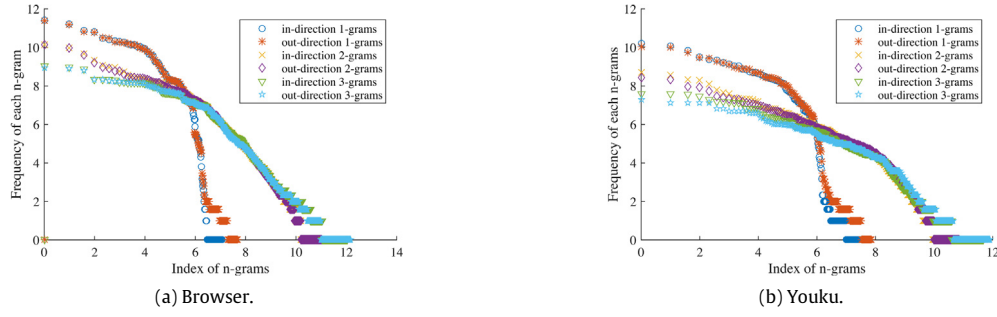 12
10
8
6
4
2
0
Frequency of each n-gram
0
2
4
6
8
10
12
14
Index of n-grams
in-direction 1-grams
out-direction 1-grams
in-direction 2-grams
out-direction 2-grams
in-direction 3-grams
out-direction 3-grams
(a) Browser.
12
10
8
6
4
2
0
Frequency of each n-grams
0
2
4
6
8
10
12
Index of n-grams
in-direction 1-grams
out-direction 1-grams
in-direction 2-grams
out-direction 2-grams
in-direction 3-grams
out-direction 3-grams
(b) Youku.